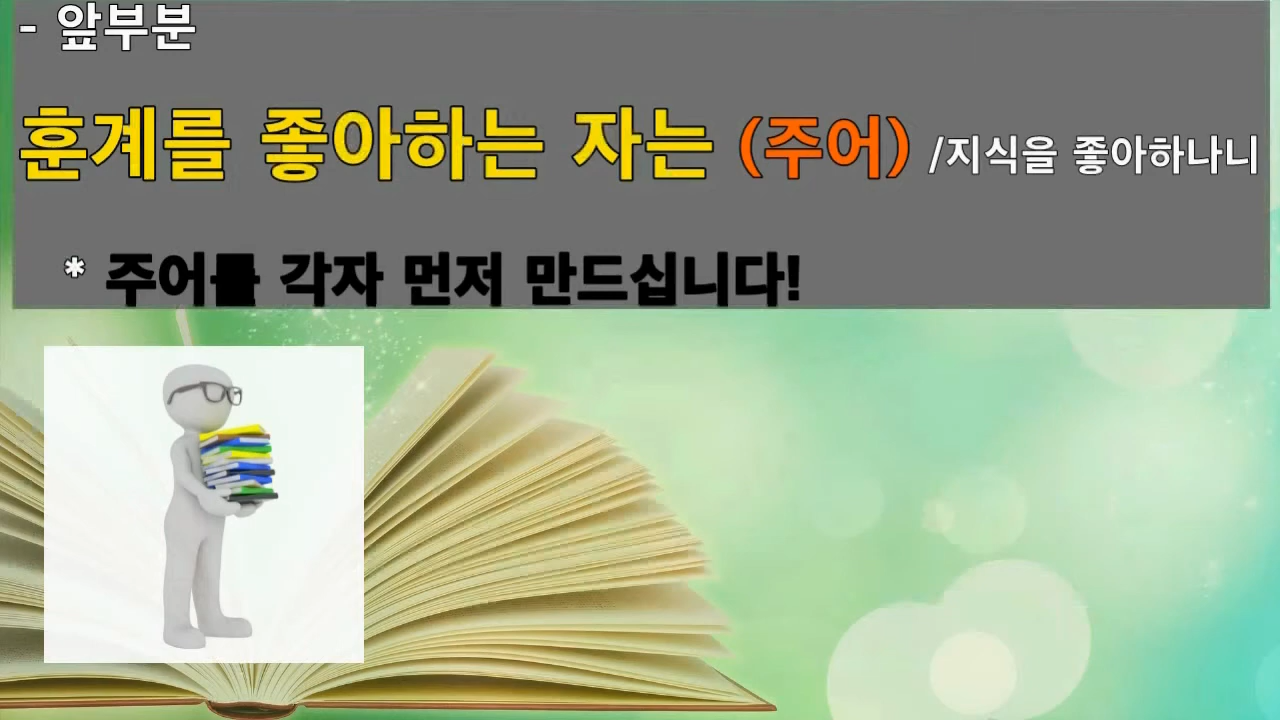 - 앞부분
훈계를 좋아하는 자는 (주어) /지식을 좋아하나니
* 주어를 각자 먼저 만드십니다!